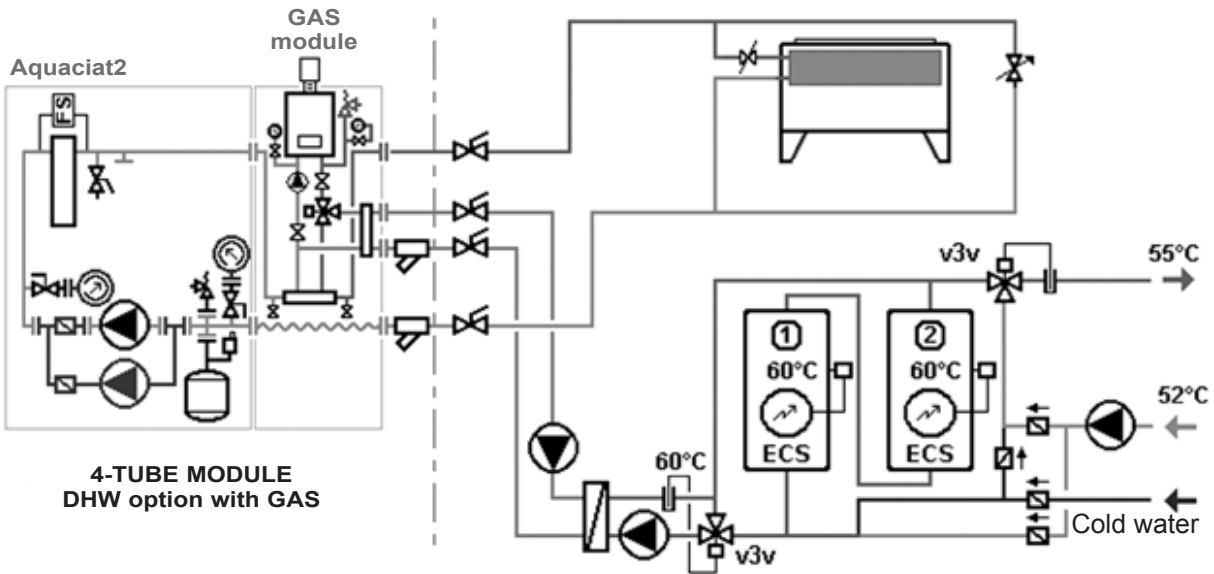 GAS
module
Aquaciat2
FS
v3v
55°C
1
2
60°C
60°C
52°C
ECS
ECS
4-TUBE MODULE
DHW option with GAS
60°C
Cold water
v3v